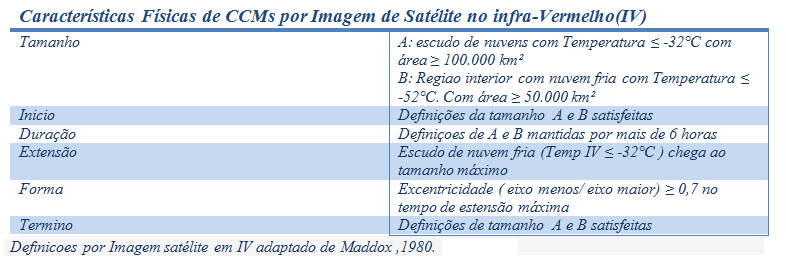 Características Físicas de CCMs por Imagem de Satélite no infra-Vermelho(IV)
Tamanho
A: escudo de nuvens com Temperatura ≤ -32°C com
área ≥ 100.000 km²
B: Regiao interior com nuvem fria com Temperatura ≤
-52°C. Com área ≥ 50.000 km²
Inicio
Definições da tamanho A e B satisfeitas
Duração
Definiçoes de A e B mantidas por mais de 6 horas
Extensão
Escudo de nuvem fria (Temp IV ≤ -32°C ) chega ao
tamanho máximo
Forma
Excentricidade ( eixo menos/ eixo maior) ≥ 0,7 no
tempo de estensão máxima
Termino
Definições de tamanho A e B satisfeitas
Definicoes por Imagem satélite em IV adaptado de Maddox ,1980.